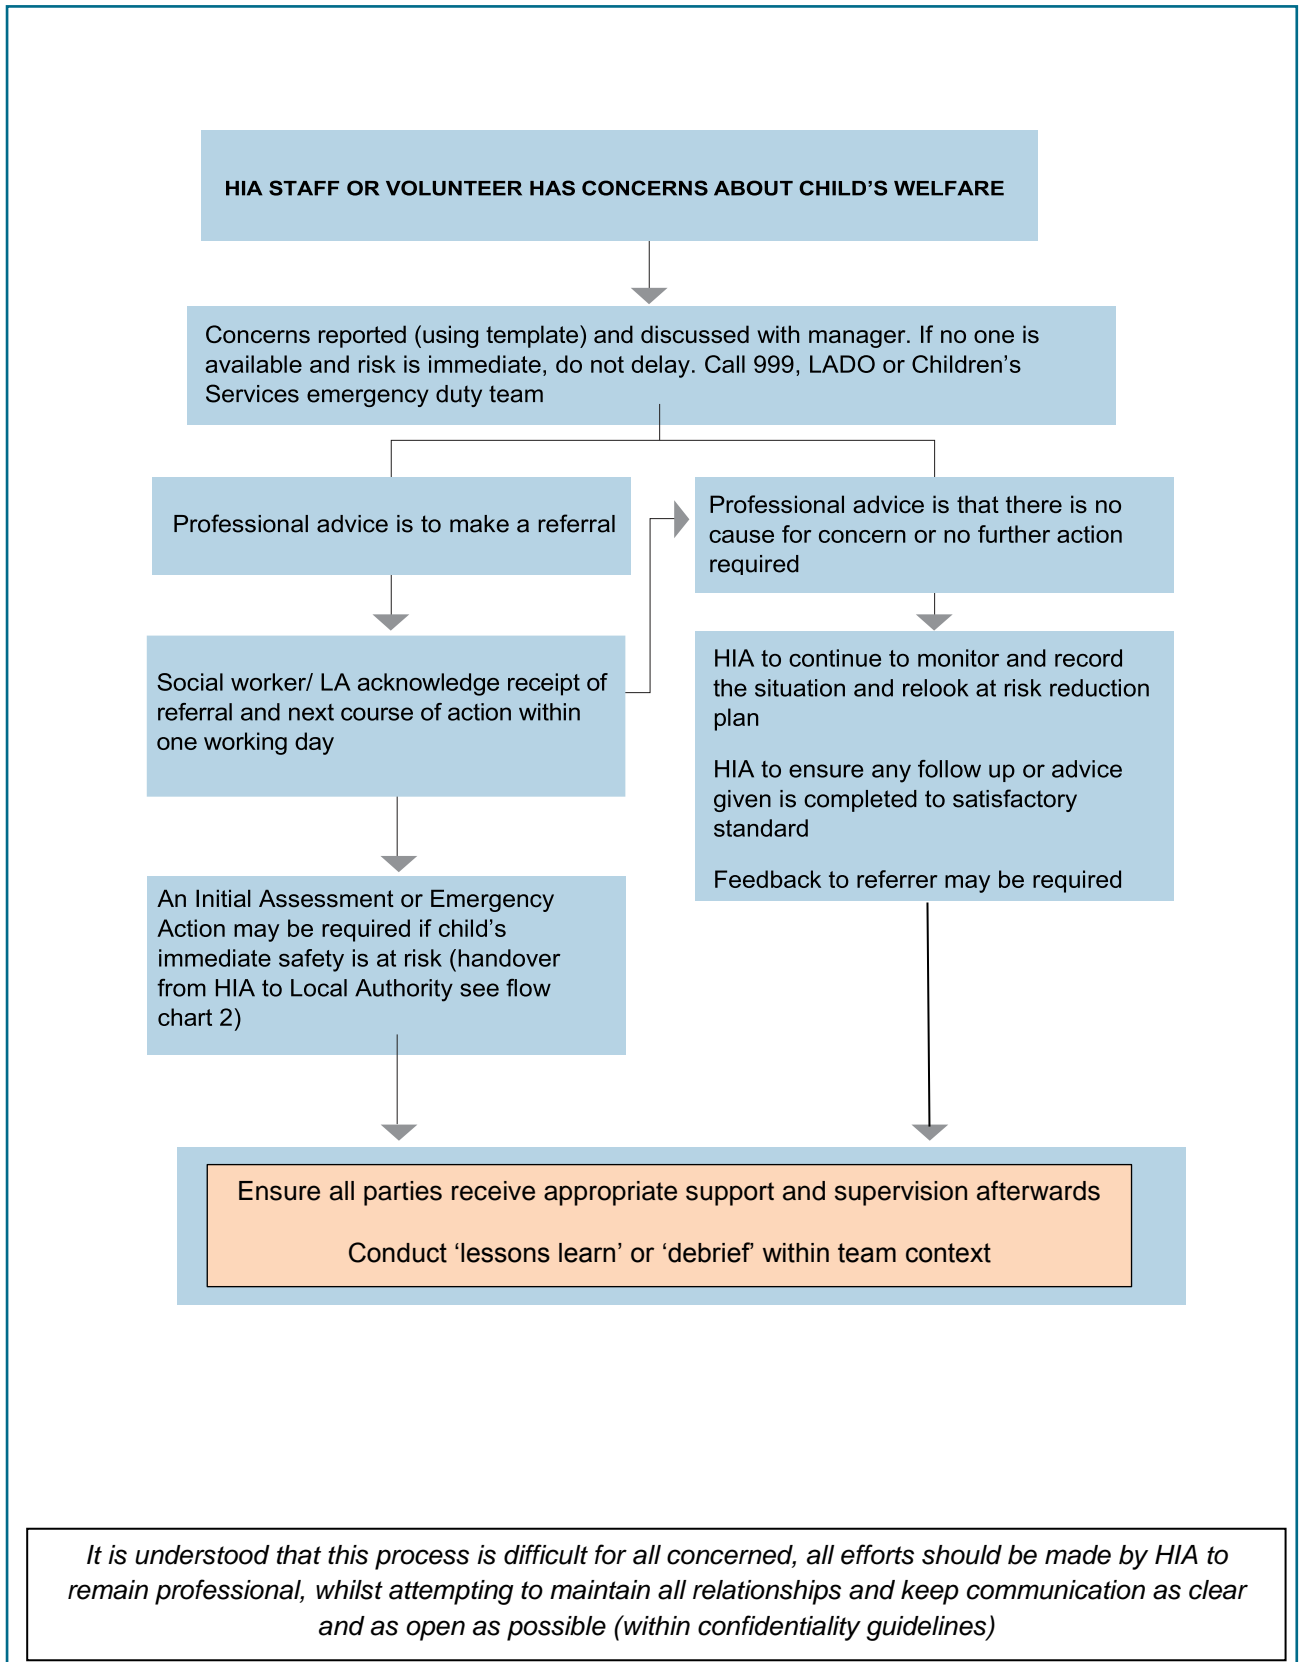 HIA STAFF OR VOLUNTEER HAS CONCERNS ABOUT CHILD’S WELFARE
Concerns reported (using template) and discussed with manager. If no one is
available and risk is immediate, do not delay. Call 999, LADO or Children’s
Services emergency duty team
Professional advice is to make a referral
Professional advice is that there is no
cause for concern or no further action
required
Social worker/ LA acknowledge receipt of
referral and next course of action within
one working day
HIA to continue to monitor and record
the situation and relook at risk reduction
plan
HIA to ensure any follow up or advice
given is completed to satisfactory
standard
Feedback to referrer may be required
An Initial Assessment or Emergency
Action may be required if child’s
immediate safety is at risk (handover
from HIA to Local Authority see flow
chart 2)
Ensure all parties receive appropriate support and supervision afterwards
Conduct ‘lessons learn’ or ‘debrief’ within team context
It is understood that this process is difficult for all concerned, all efforts should be made by HIA to
remain professional, whilst attempting to maintain all relationships and keep communication as clear
and as open as possible (within confidentiality guidelines)